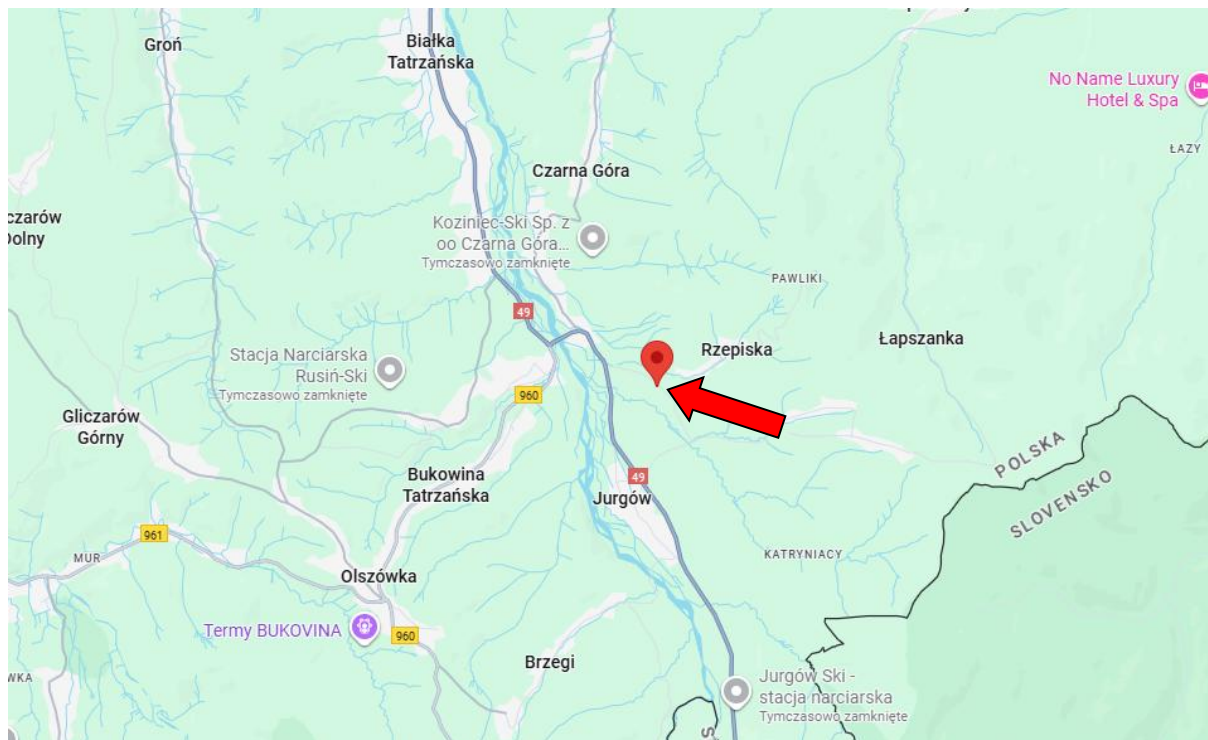 Groń
Białka
Tatrzańska
No Name Luxury
Hotel & Spa
ŁAZY
Czarna Góra
Koziniec-Ski Sp. z
oo Czarna Góra...
Tymczasowo zamknięte
czarów
Dolny
PAWLIKI
49
Rzepiska
Łapszanka
Stacja Narciarska
Rusiń-Ski
Tymczasowo zamknięte
960
Gliczarów
Górny
POLSKA
SLOVENSKO
Bukowina
Tatrzańska
49
Jurgów
961
MUR
KATRYNIACY
Olszówka
Termy BUKOVINA
960
Brzegi
WKA
Jurgów Ski -
stacja narciarska
Tymczasowo zamknięte
S